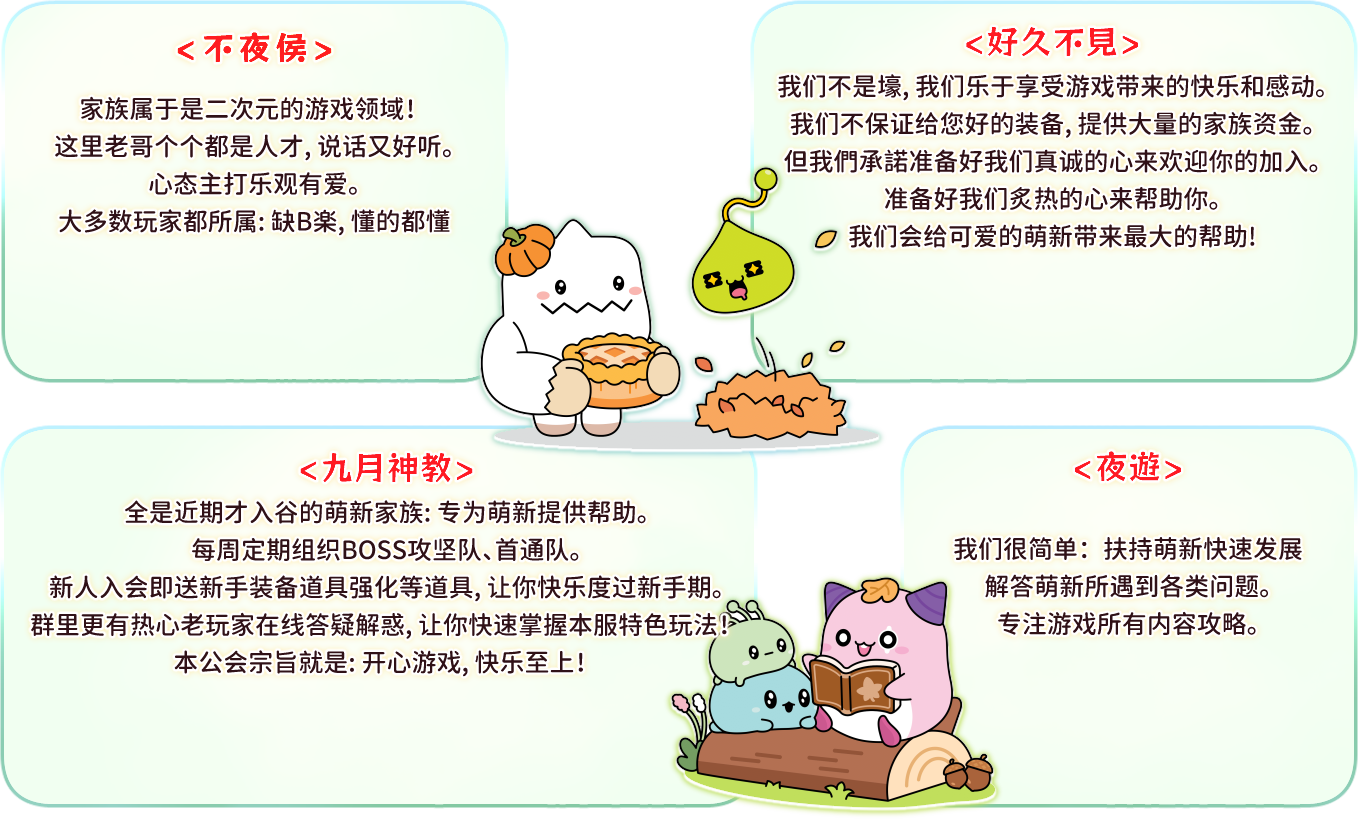 <不夜侯>
家族属于是二次元的游戏领域！
这里老哥个个都是人才, 说话又好听。
心态主打乐观有爱。
大多数玩家都所属: 缺B楽, 懂的都懂
<好久不見>
我们不是壕, 我们乐于享受游戏带来的快乐和感动。
我们不保证给您好的装备, 提供大量的家族资金。
但我們承諾准备好我们真诚的心来欢迎你的加入。
准备好我们炙热的心来帮助你。
我们会给可爱的萌新带来最大的帮助!
<九月神教>
全是近期才入谷的萌新家族: 专为萌新提供帮助。
每周定期组织BOSS攻坚队、首通队。
新人入会即送新手装备道具强化等道具, 让你快乐度过新手期。
群里更有热心老玩家在线答疑解惑, 让你快速掌握本服特色玩法！
本公会宗旨就是: 开心游戏, 快乐至上！
<夜遊>
我们很简单：扶持萌新快速发展
解答萌新所遇到各类问题。
专注游戏所有内容攻略。